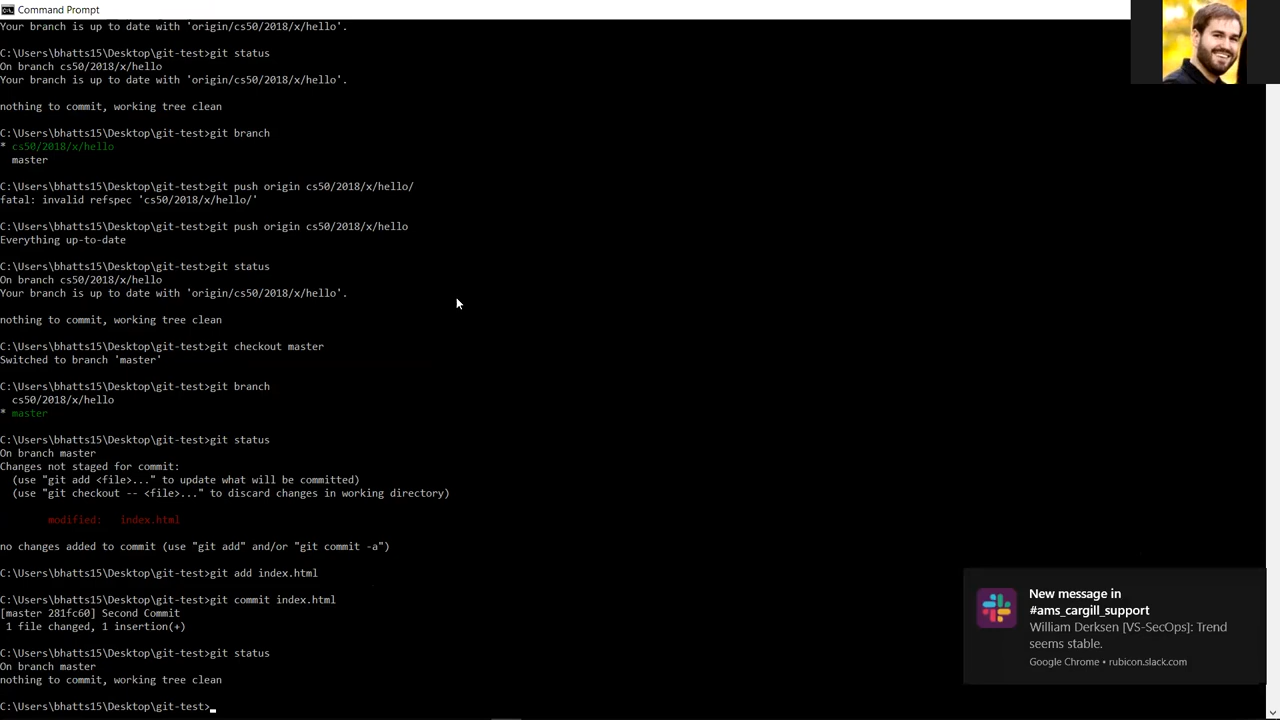 Command Prompt
Your branch is up to date with 'origin/cs50/2018/x/hello'.
C:\Users\bhatts15\Desktop\git-test>git status
On branch cs50/2018/x/hello
Your branch is up to date with 'origin/cs50/2018/x/hello'.
nothing to commit, working tree clean
C:\Users\bhatts15\Desktop\git-test>git branch
* cs50/2018/x/hello
master
C:\Users\bhatts15\Desktop\git-test>git push origin cs50/2018/x/hello/
fatal: invalid refspec 'cs50/2018/x/hello/'
C:\Users\bhatts15\Desktop\git-test>git push origin cs50/2018/x/hello
Everything up-to-date
C:\Users\bhatts15\Desktop\git-test>git status
On branch cs50/2018/x/hello
Your branch is up to date with 'origin/cs50/2018/x/hello'.
nothing to commit, working tree clean
C:\Users\bhatts15\Desktop\git-test>git checkout master
Switched to branch 'master'
C:\Users\bhatts15\Desktop\git-test>git branch
cs50/2018/x/hello
* master
C:\Users\bhatts15\Desktop\git-test>git status
On branch master
Changes not staged for commit:
(use "git add <file>..." to update what will be committed)
(use "git checkout -- <file>..." to discard changes in working directory)
modified: index.html
no changes added to commit (use "git add" and/or "git commit -a")
C:\Users\bhatts15\Desktop\git-test>git add index.html
C:\Users\bhatts15\Desktop\git-test>git commit index.html
[master 281fc60] Second Commit
1 file changed, 1 insertion(+)
C:\Users\bhatts15\Desktop\git-test>git status
On branch master
nothing to commit, working tree clean
C:\Users\bhatts15\Desktop\git-test>
New message in
#ams_cargill_support
William Derksen [VS-SecOps]: Trend
seems stable.
Google Chrome • rubicon.slack.com